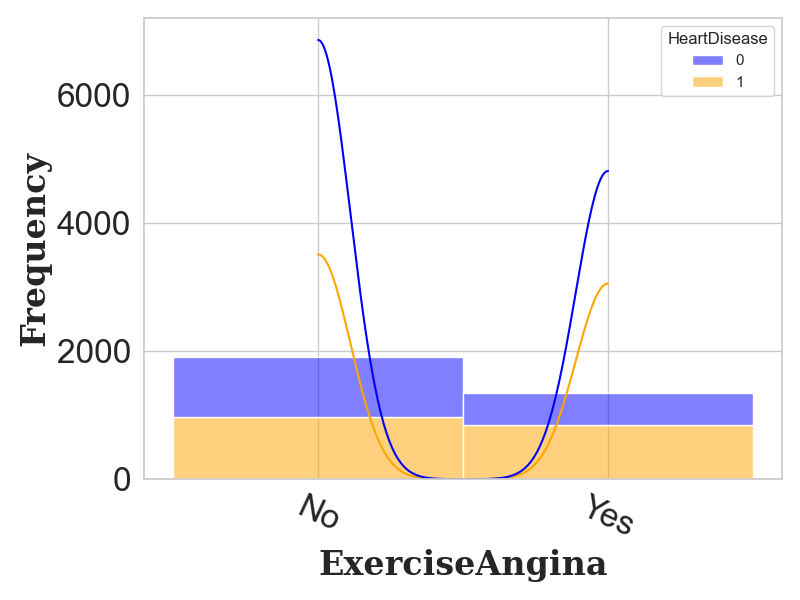 HeartDisease
0
1
6000
4000
2000
0
Frequency
No
Yes
ExerciseAngina